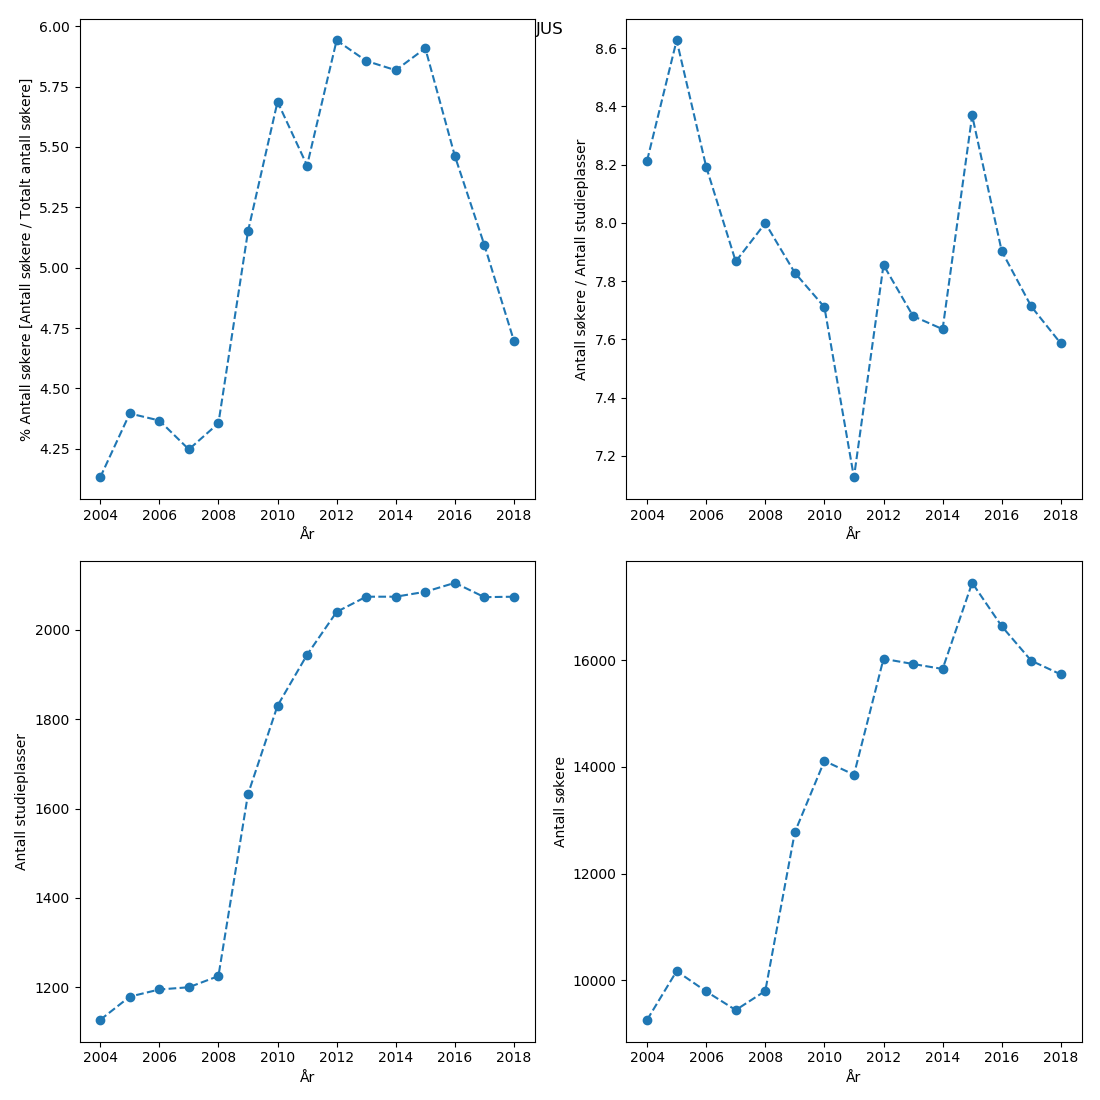 JUS
% Antall søkere [Antall søkere / Totalt antall søkere]
6.00
5.75
5.50
5.25
5.00
4.75
4.50
4.25
2004 2006 2008 2010 2012 2014 2016 2018
År
Antall søkere / Antall studieplasser
8.6
8.4
8.2
8.0
7.8
7.6
7.4
7.2
2004 2006 2008 2010 2012 2014 2016 2018
År
Antall studieplasser
2000
1800
1600
1400
1200
2004 2006 2008 2010 2012 2014 2016 2018
År
Antall søkere
16000
14000
12000
10000
2004 2006 2008 2010 2012 2014 2016 2018
År